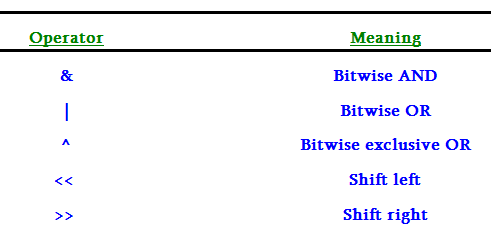 Operator Meaning
& Bitwise AND
| Bitwise OR
^ Bitwise exclusive OR
<< Shift left
>> Shift right